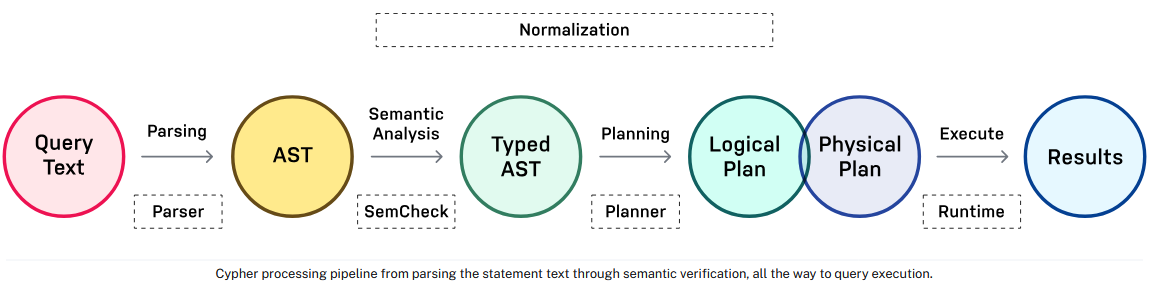 Normalization
Query
Text
Parsing
Parser
AST
Semantic
Analysis
SemCheck
Typed
AST
Planning
Planner
Logical
Plan
Physical
Plan
Execute
Runtime
Results
Cypher processing pipeline from parsing the statement text through semantic verification, all the way to query execution.